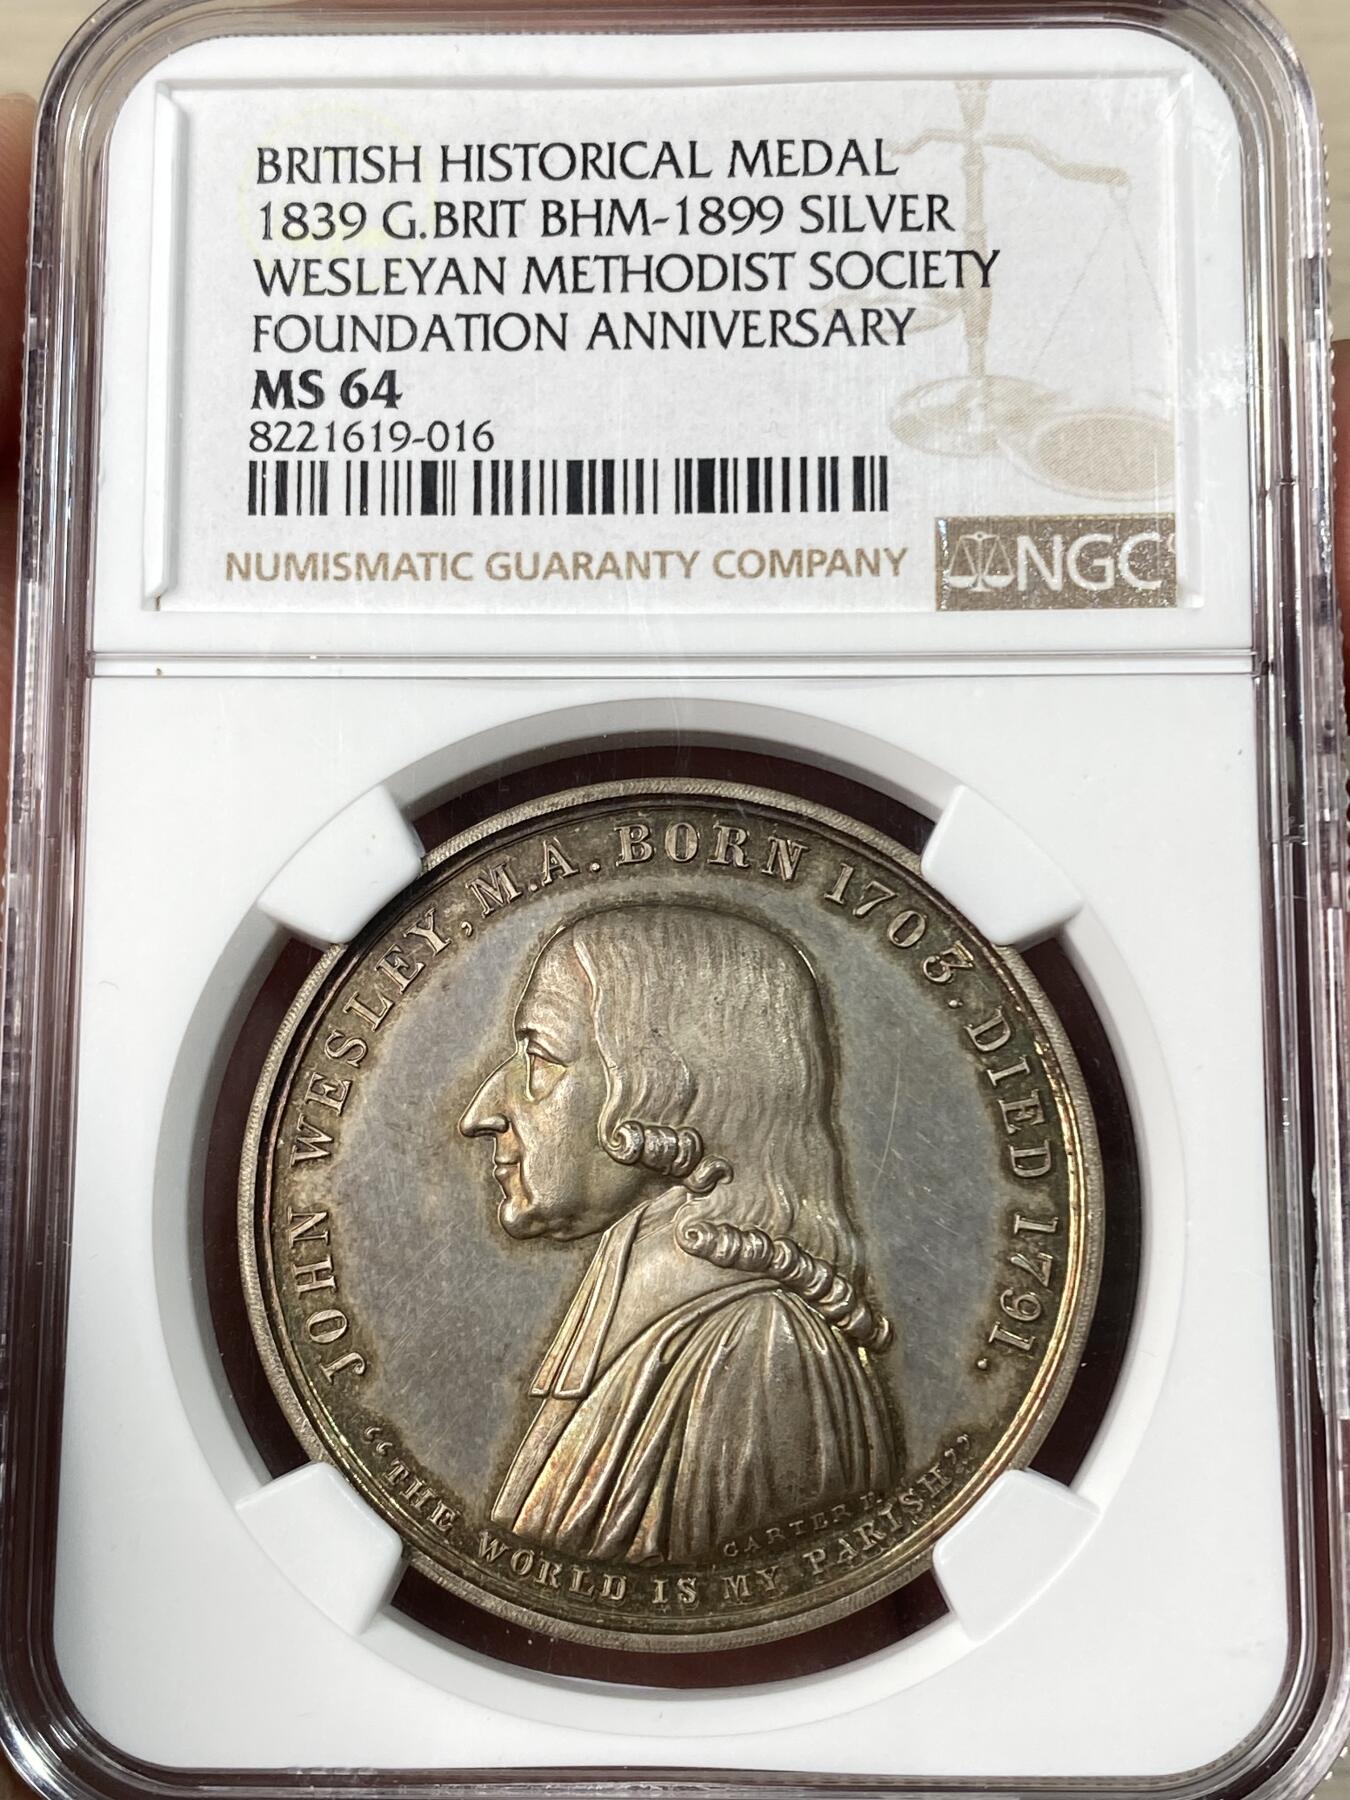 BRITISH HISTORICAL MEDAL
1839 G.BRIT BHM-1899 SILVER
WESLEYAN METHODIST SOCIETY
FOUNDATION ANNIVERSARY
MS 64
8221619-016
NUMISMATIC GUARANTY COMPANY
NGC
JOHN WESLEY, M.A. BORN 1703. DIED 1791.
CARTER F.
“THE WORLD IS MY PARISH”